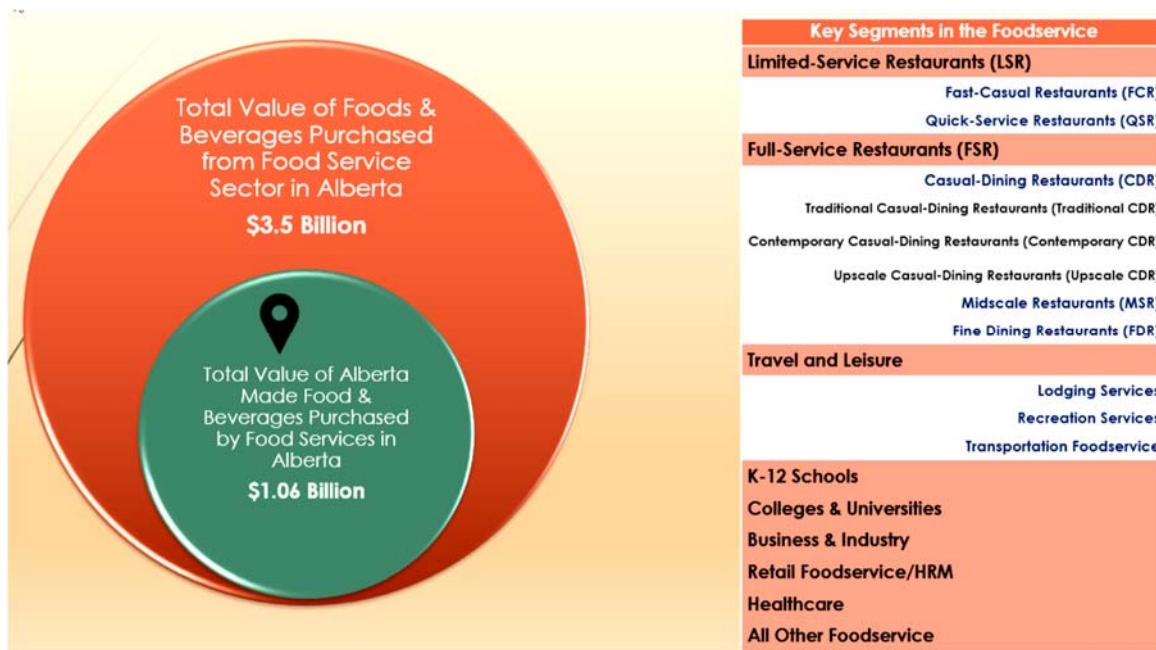 Total Value of Foods &
Beverages Purchased
from Food Service
Sector in Alberta
$3.5 Billion
Total Value of Alberta
Made Food &
Beverages Purchased
by Food Services in
Alberta
$1.06 Billion
Key Segments in the Foodservice
Limited-Service Restaurants (LSR)
Fast-Casual Restaurants (FCR)
Quick-Service Restaurants (QSR)
Full-Service Restaurants (FSR)
Casual-Dining Restaurants (CDR)
Traditional Casual-Dining Restaurants (Traditional CDR)
Contemporary Casual-Dining Restaurants (Contemporary CDR)
Upscale Casual-Dining Restaurants (Upscale CDR)
Midscale Restaurants (MSR)
Fine Dining Restaurants (FDR)
Travel and Leisure
Lodging Services
Recreation Services
Transportation Foodservice
K-12 Schools
Colleges & Universities
Business & Industry
Retail Foodservice/HRM
Healthcare
All Other Foodservice